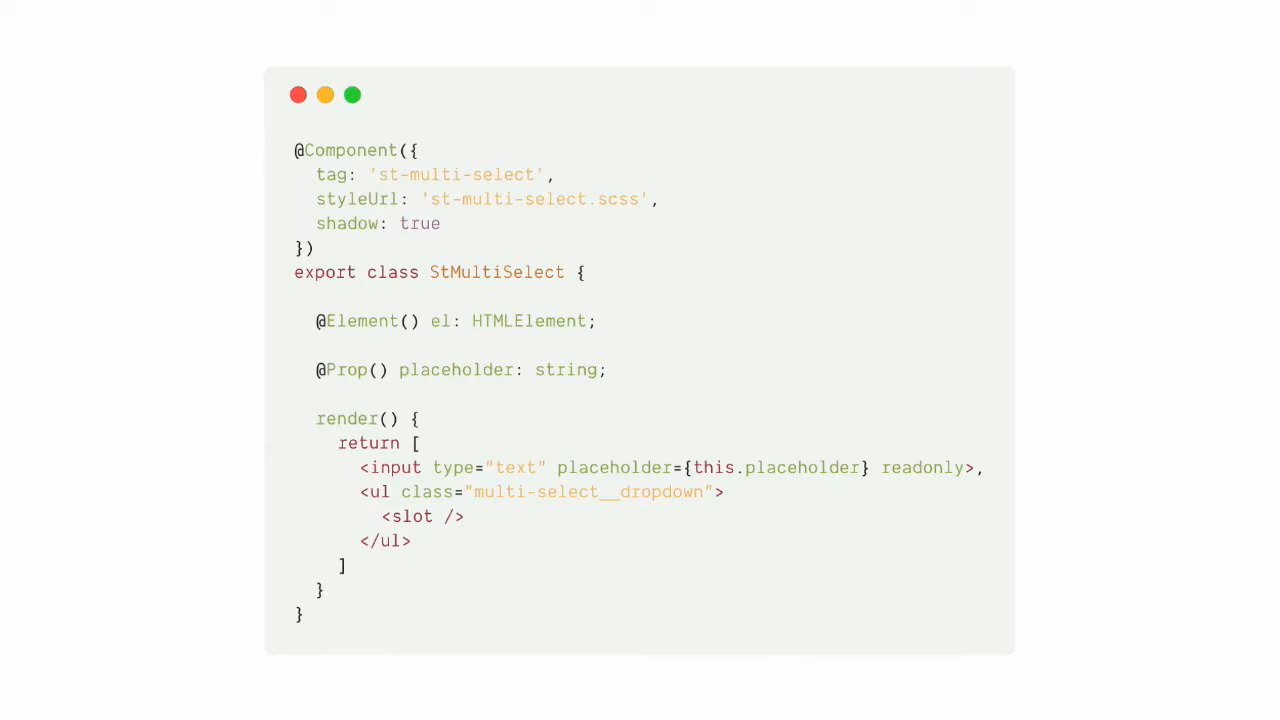 @Component({
  tag: 'st-multi-select',
  styleUrl: 'st-multi-select.scss',
  shadow: true
})
export class StMultiSelect {
  @Element() el: HTMLElement;
  @Prop() placeholder: string;
  render() {
    return [
      <input type="text" placeholder={this.placeholder} readonly>,
      <ul class="multi-select__dropdown">
        <slot />
      </ul>
    ]
  }
}